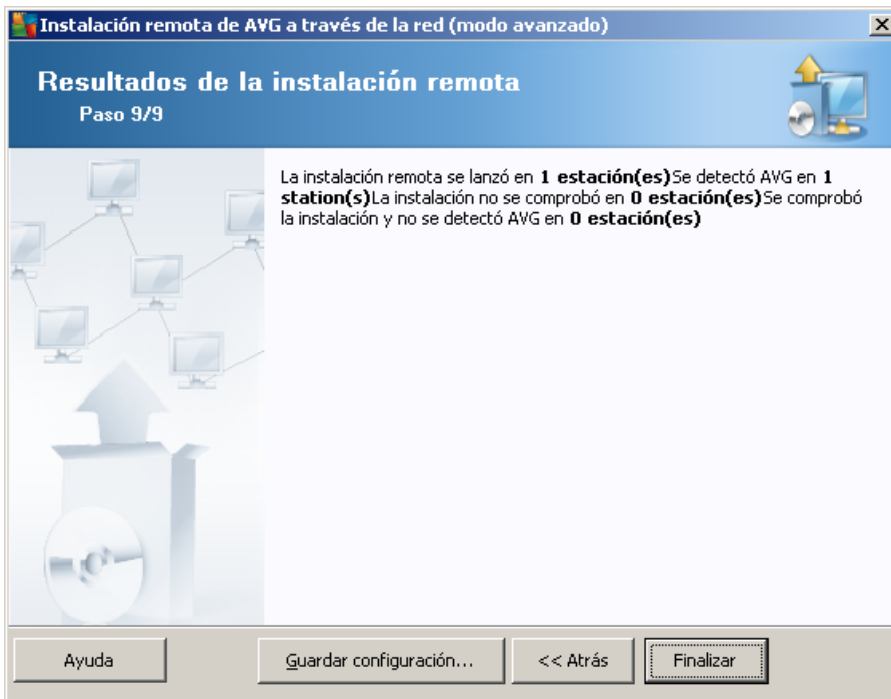 Instalación remota de AVG a través de la red (modo avanzado)
Resultados de la instalación remota
Paso 9/9
La instalación remota se lanzó en 1 estación(es)Se detectó AVG en 1
station(s)La instalación no se comprobó en 0 estación(es)Se comprobó
la instalación y no se detectó AVG en 0 estación(es)
Ayuda
Guardar configuración...
<< Atrás
Finalizar